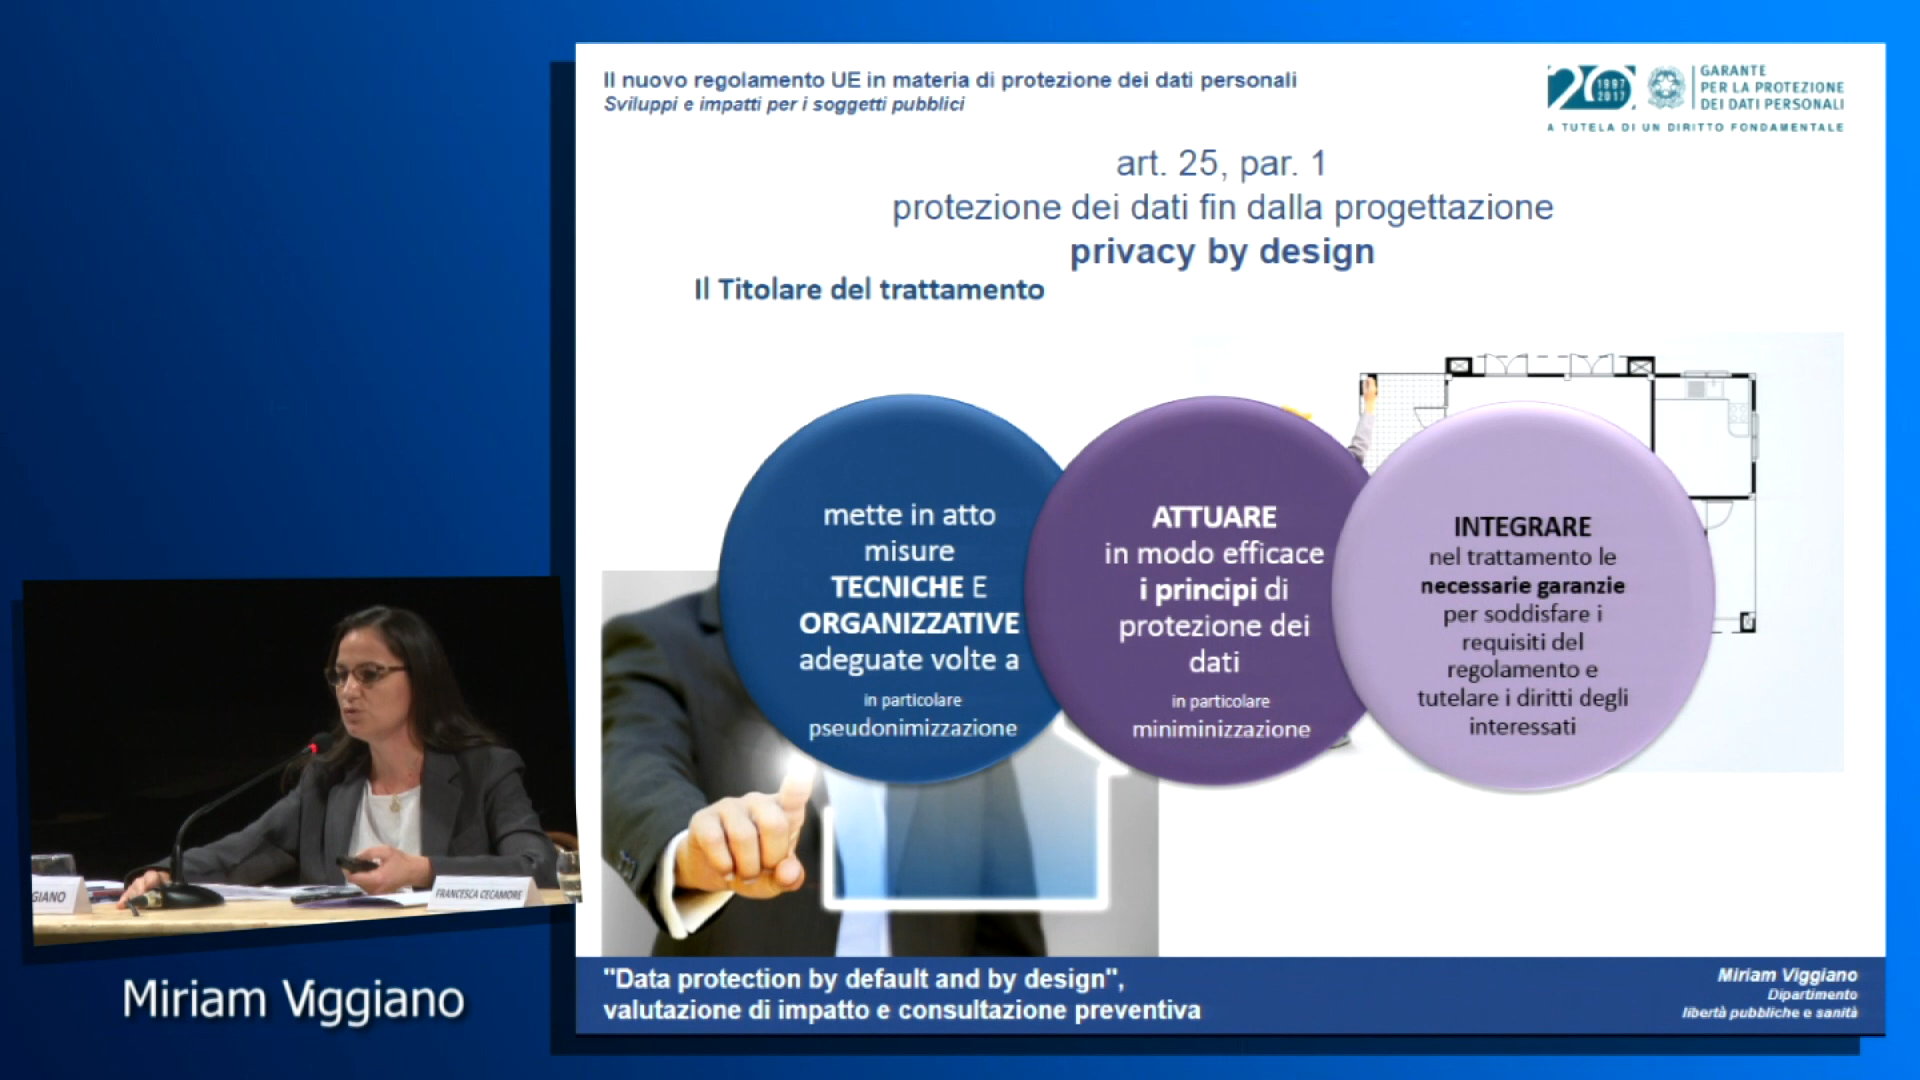 Il nuovo regolamento UE in materia di protezione dei dati personali
Sviluppi e impatti per i soggetti pubblici
20
1997
2017
GARANTE
PER LA PROTEZIONE
DEI DATI PERSONALI
A TUTELA DI UN DIRITTO FONDAMENTALE
art. 25, par. 1
protezione dei dati fin dalla progettazione
privacy by design
Il Titolare del trattamento
mette in atto
misure
TECNICHE E
ORGANIZZATIVE
adeguate volte a
in particolare
pseudonimizzazione
ATTUARE
in modo efficace
i principi di
protezione dei
dati
in particolare
miniminizzazione
INTEGRARE
nel trattamento le
necessarie garanzie
per soddisfare i
requisiti del
regolamento e
tutelare i diritti degli
interessati
GIANO
FRANCESCA CECAMORE
Miriam Viggiano
"Data protection by default and by design",
valutazione di impatto e consultazione preventiva
Miriam Viggiano
Dipartimento
libertà pubbliche e sanità